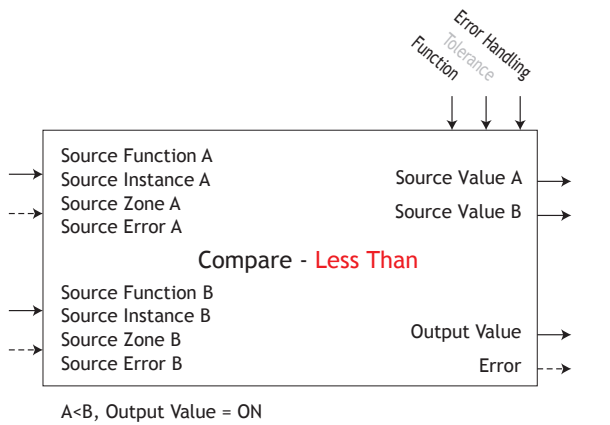 Function
Tolerance
Error Handling
Source Function A
Source Instance A
Source Zone A
Source Error A
Source Value A
Source Value B
Compare - Less Than
Source Function B
Source Instance B
Source Zone B
Source Error B
Output Value
Error
A<B, Output Value = ON